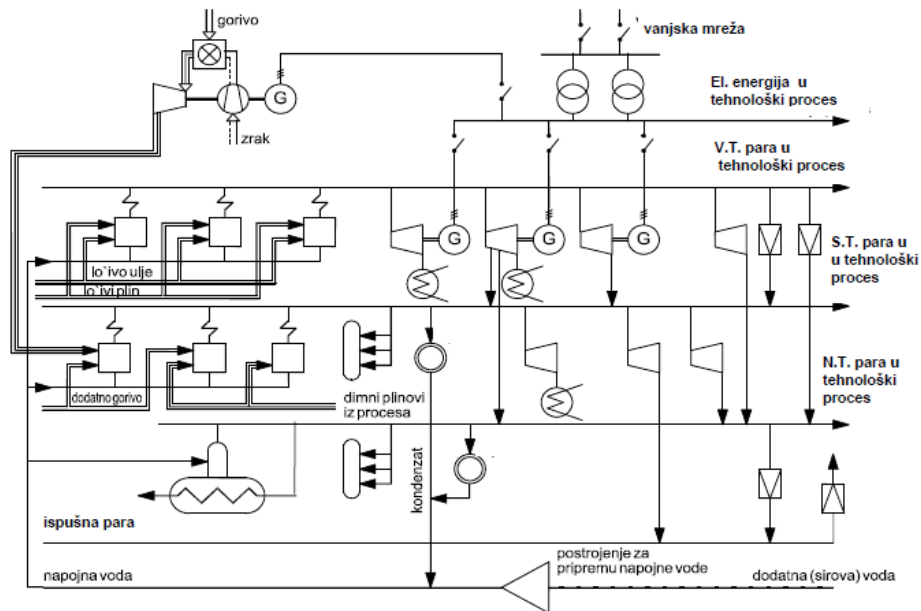 gorivo
vanjska mreža
G
El. energija u
tehnološki proces
zrak
V.T. para u
tehnološki proces
G
G
G
S.T. para u
u tehnološki
proces
lo`ivo ulje
lo`ivi plin
N.T. para u
tehnološki
proces
dodatno gorivo
dimni plinovi
iz procesa
kondenzat
ispušna para
postrojenje za
pripremu napojne vode
napojna voda
dodatna (sirova) voda